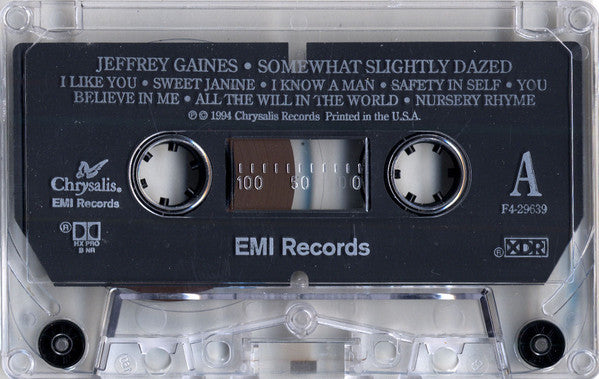 JEFFREY GAINES • SOMEWHAT SLIGHTLY DAZED
I LIKE YOU • SWEET JANINE • I KNOW A MAN • SAFETY IN SELF • YOU
BELIEVE IN ME • ALL THE WILL IN THE WORLD • NURSERY RHYME
℗ © 1994 Chrysalis Records Printed in the U.S.A.
Chrysalis®
EMI Records
100 50 0
A
F4-29639
® DD
HX PRO
B NR
EMI Records
® XDR